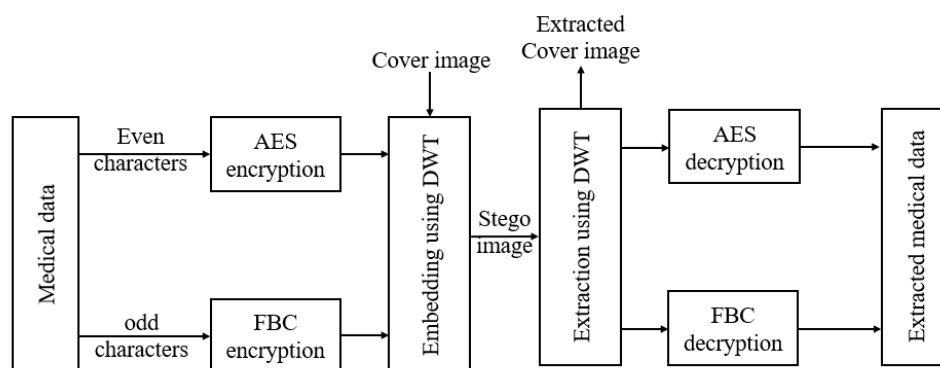 Medical data
Even
characters
odd
characters
AES
encryption
FBC
encryption
Cover image
Embedding using DWT
Stego
image
Extracted
Cover image
Extraction using DWT
AES
decryption
FBC
decryption
Extracted medical data